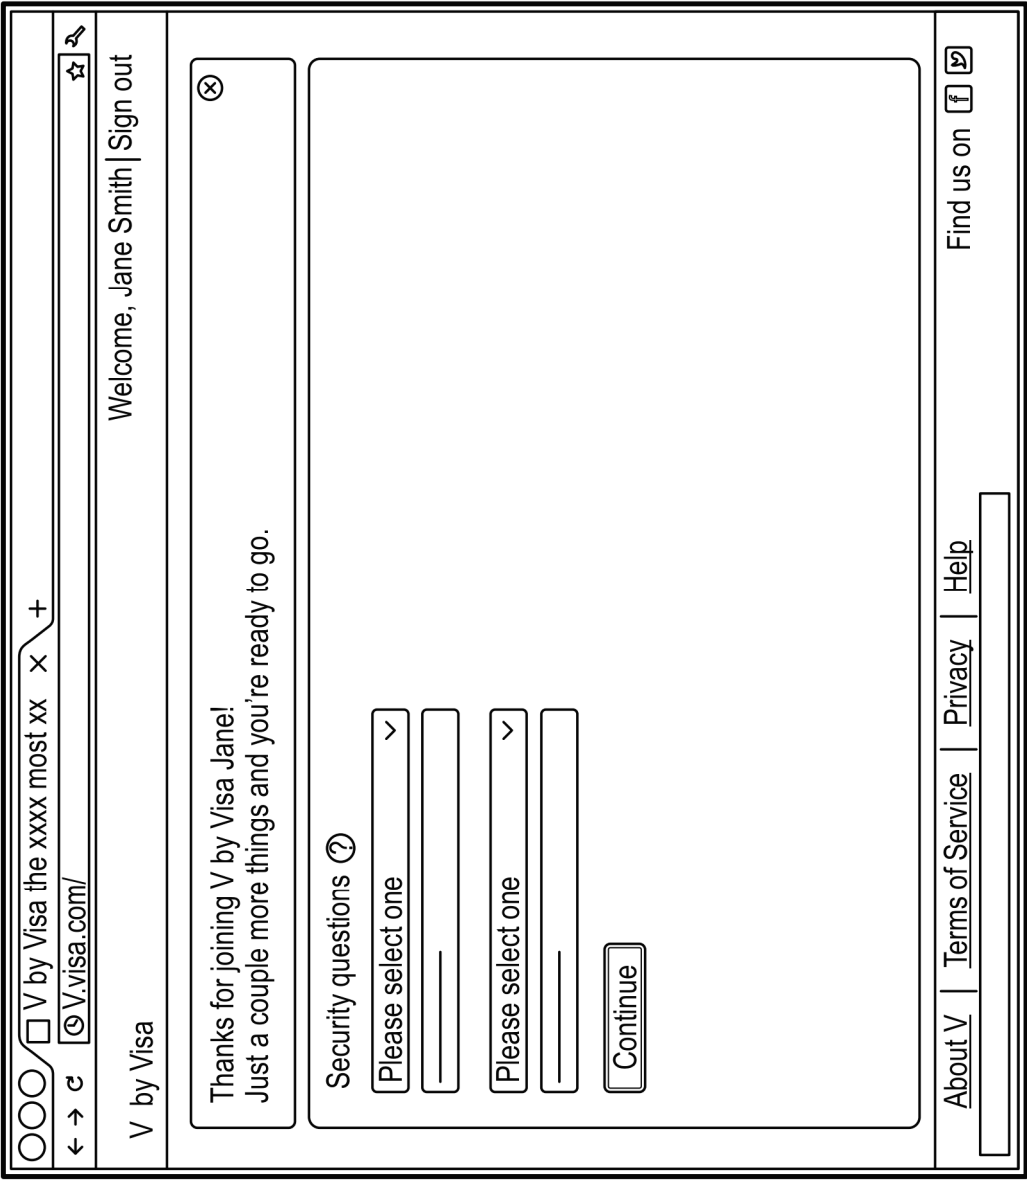 V by Visa the xxxx most xx
V.visa.com/
V by Visa
Welcome, Jane Smith | Sign out
Thanks for joining V by Visa Jane!
Just a couple more things and you're ready to go.
Security questions ?
Please select one
Please select one
Continue
About V | Terms of Service | Privacy | Help
Find us on f